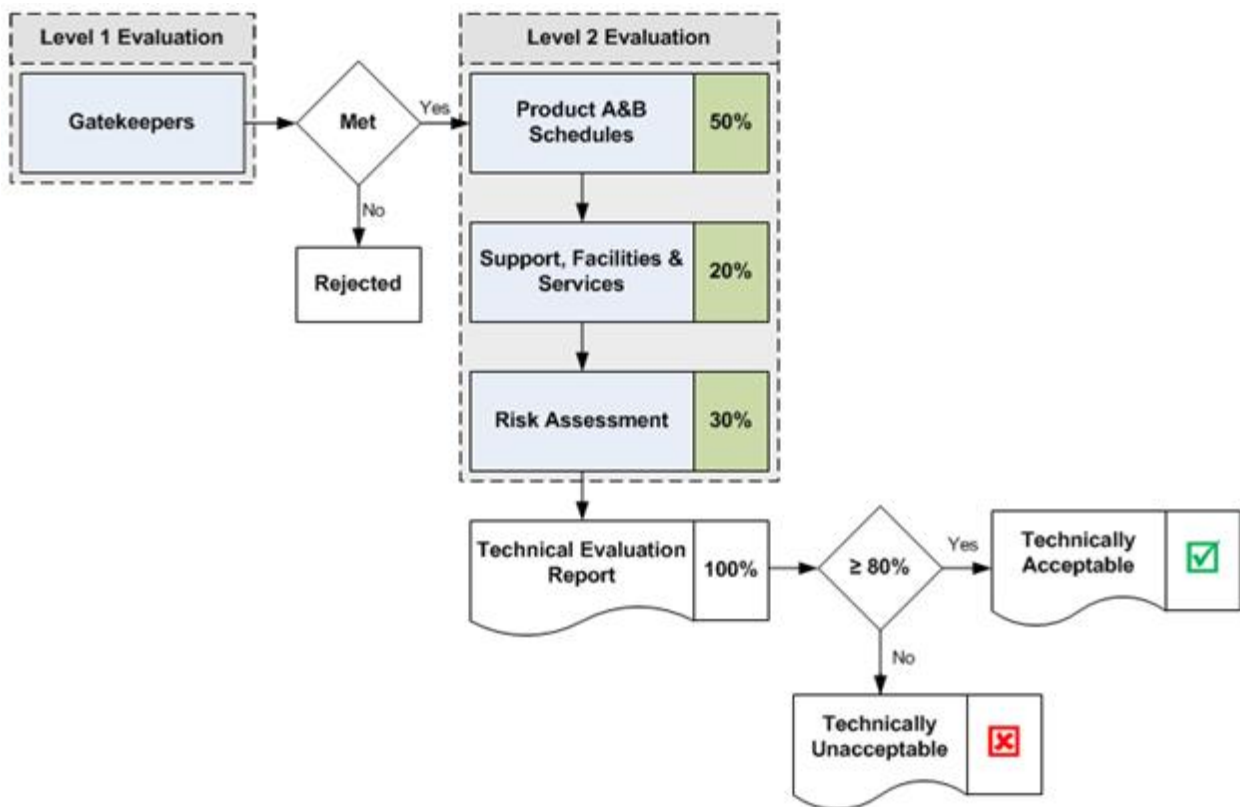 Level 1 Evaluation
Level 2 Evaluation
Gatekeepers
Met
Yes
Product A&B
Schedules
50%
No
Rejected
Support, Facilities &
Services
20%
Risk Assessment
30%
Technical Evaluation
Report
100%
≥ 80%
Yes
Technically
Acceptable
No
Technically
Unacceptable